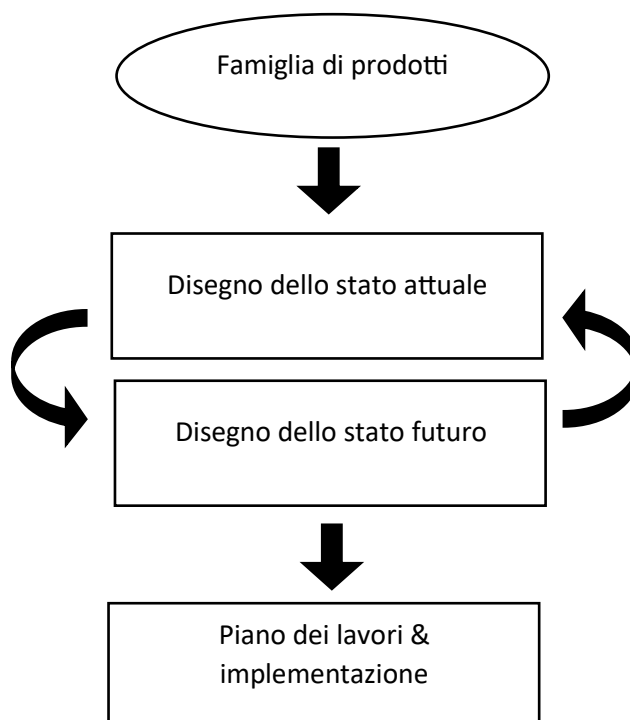 Famiglia di prodotti
Disegno dello stato attuale
Disegno dello stato futuro
Piano dei lavori &
implementazione